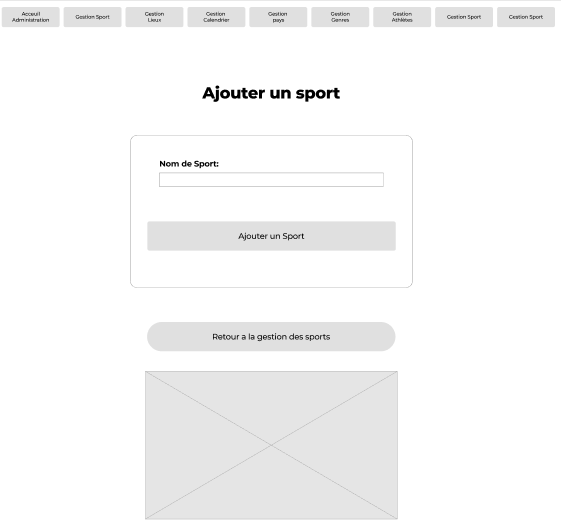 Acceuil
Administration
Gestion Sport
Gestion
Lieux
Gestion
Calendrier
Gestion
pays
Gestion
Genres
Gestion
Athlètes
Gestion Sport
Gestion Sport
Ajouter un sport
Nom de Sport:
Ajouter un Sport
Retour a la gestion des sports